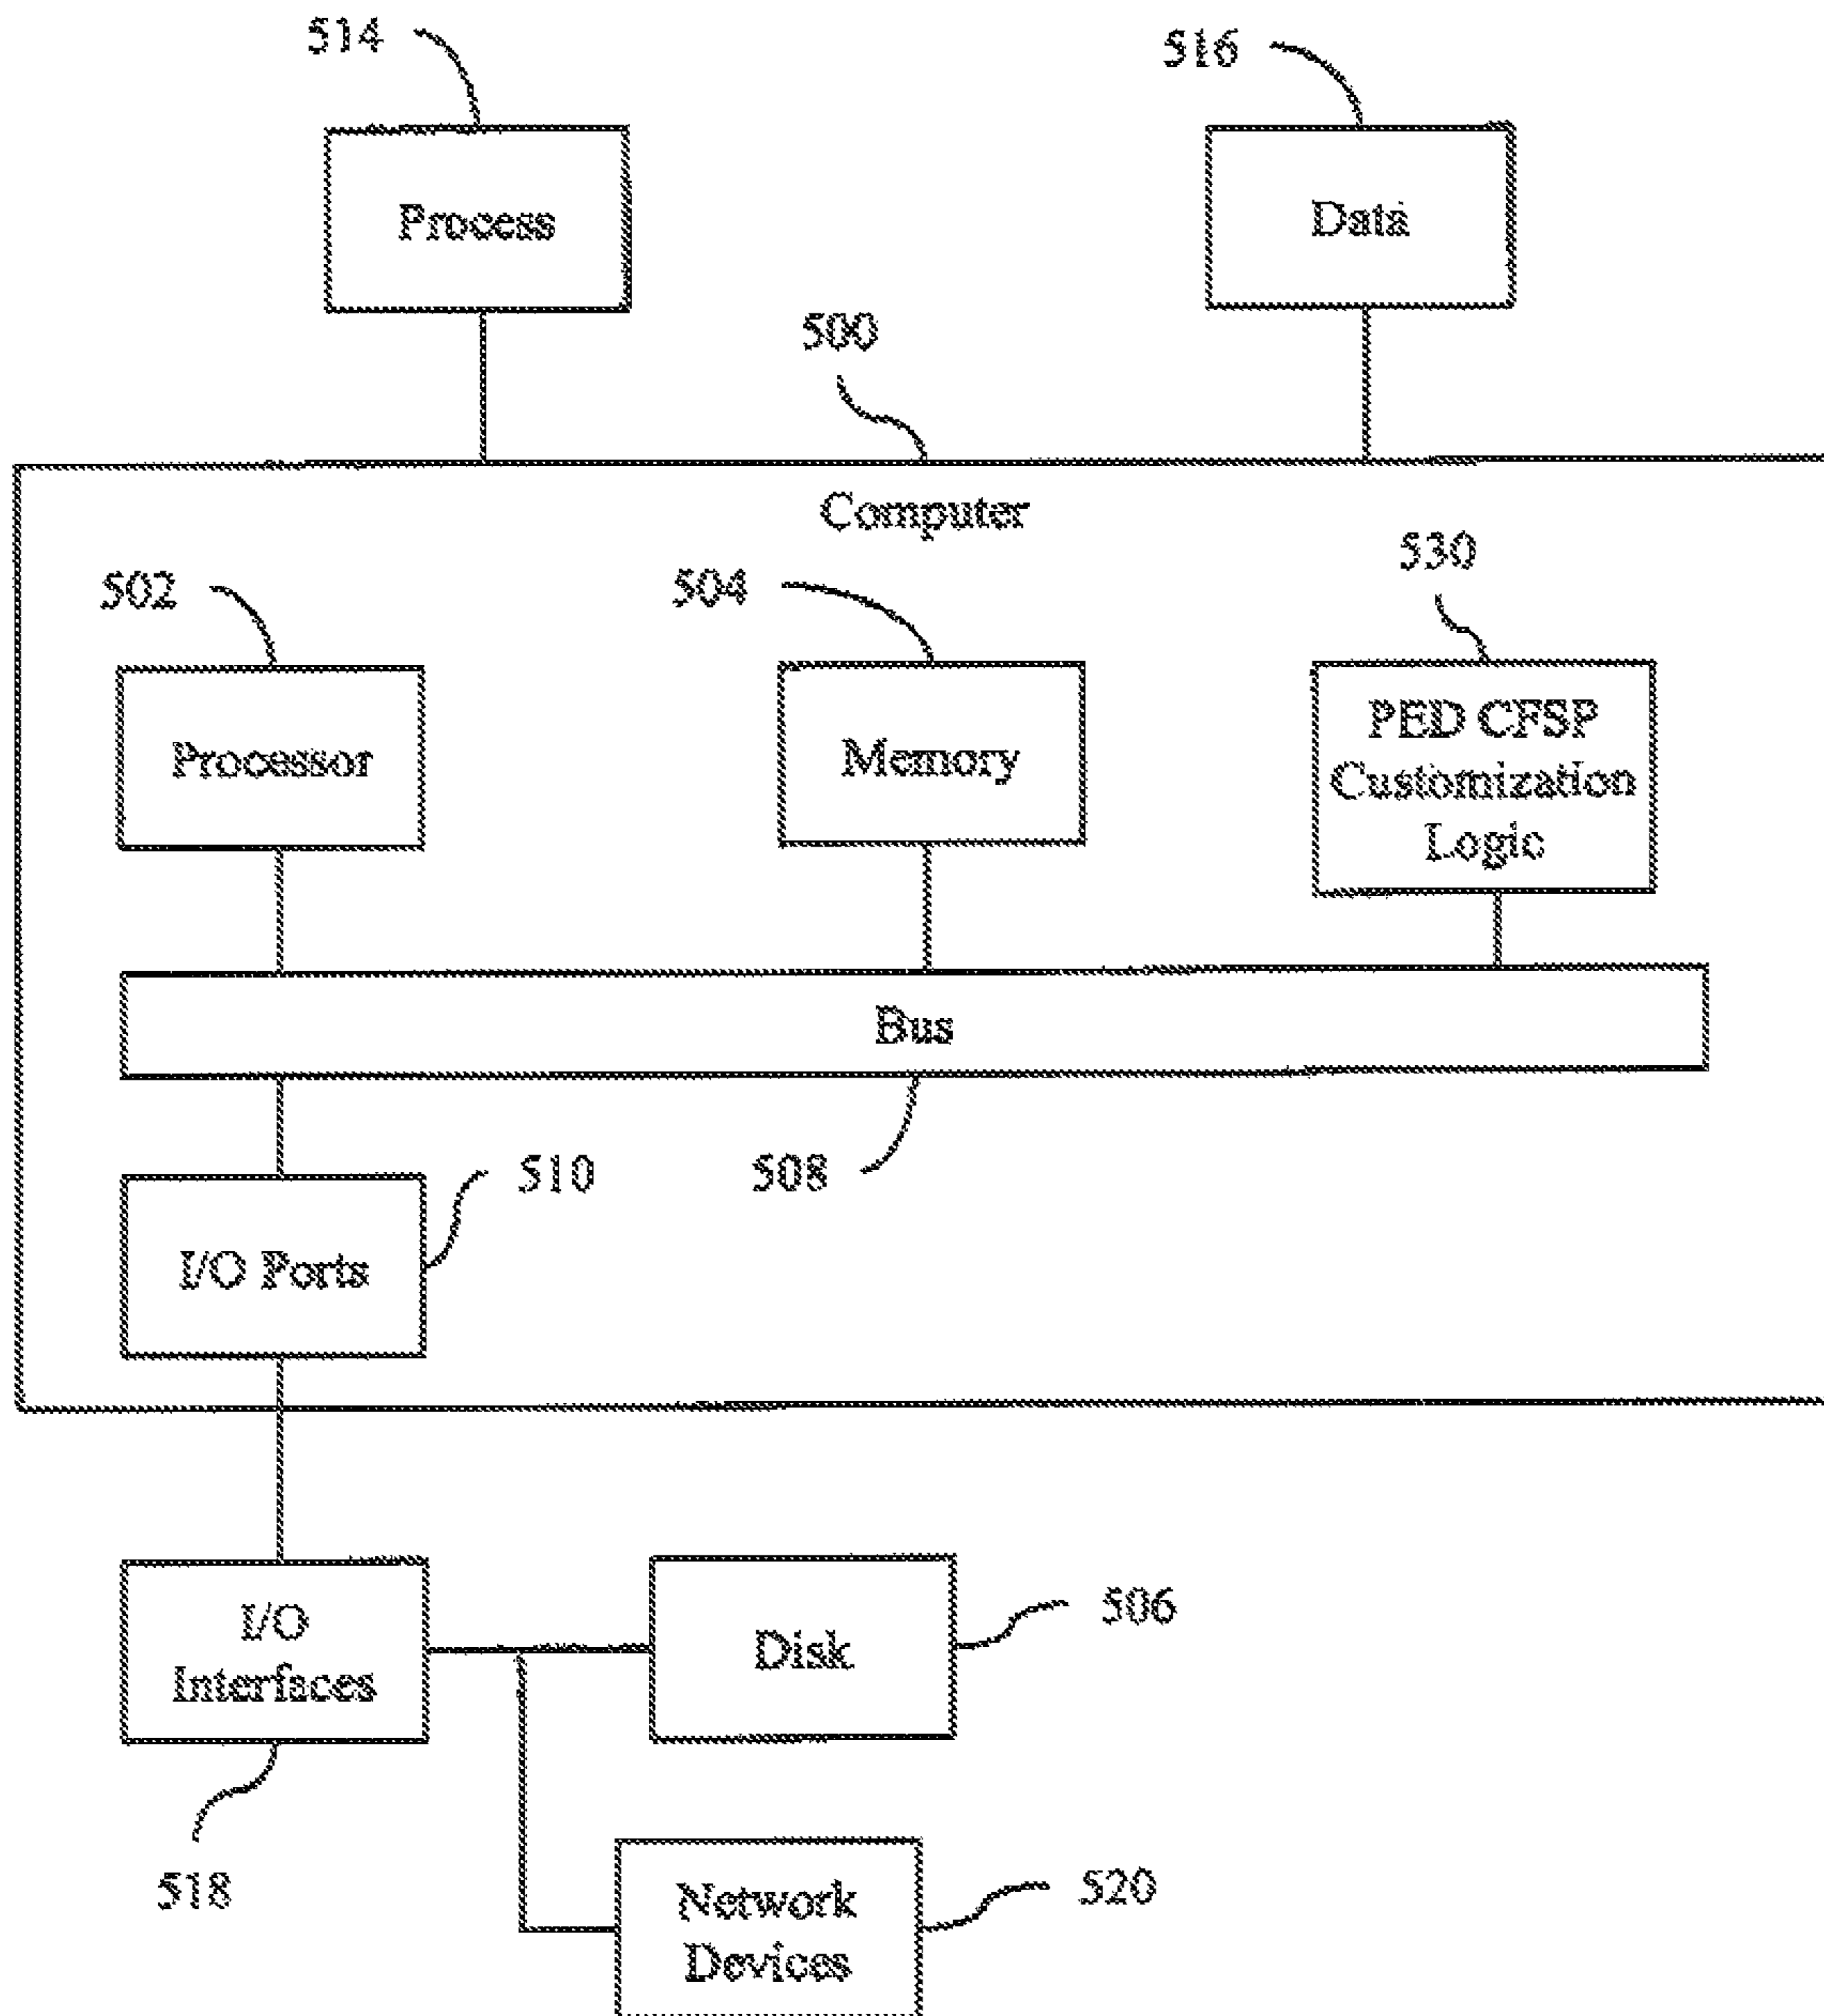 514
516
Process
Data
500
Computer
502
504
530
Processor
Memory
PED CFSP
Customization
Logic
Bus
510
508
I/O Ports
I/O
Interfaces
Disk
506
518
Network
Devices
520